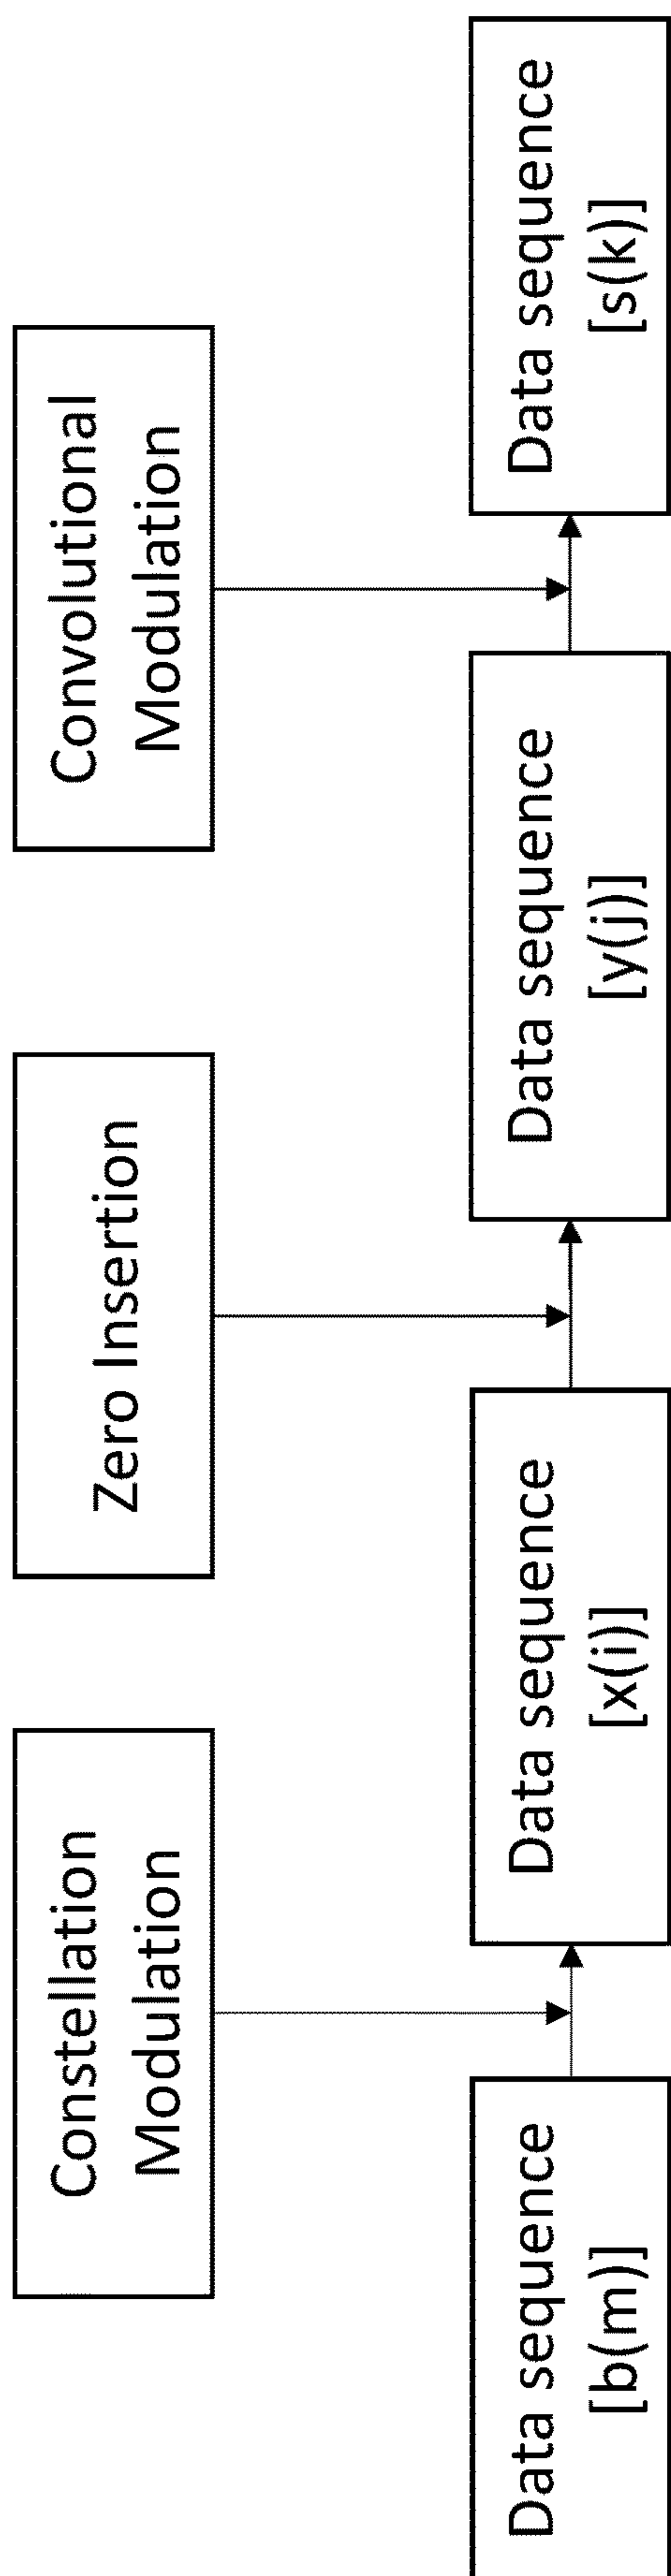 Constellation
Modulation
Zero Insertion
Convolutional
Modulation
Data sequence
[b(m)]
Data sequence
[x(i)]
Data sequence
[y(j)]
Data sequence
[s(k)]